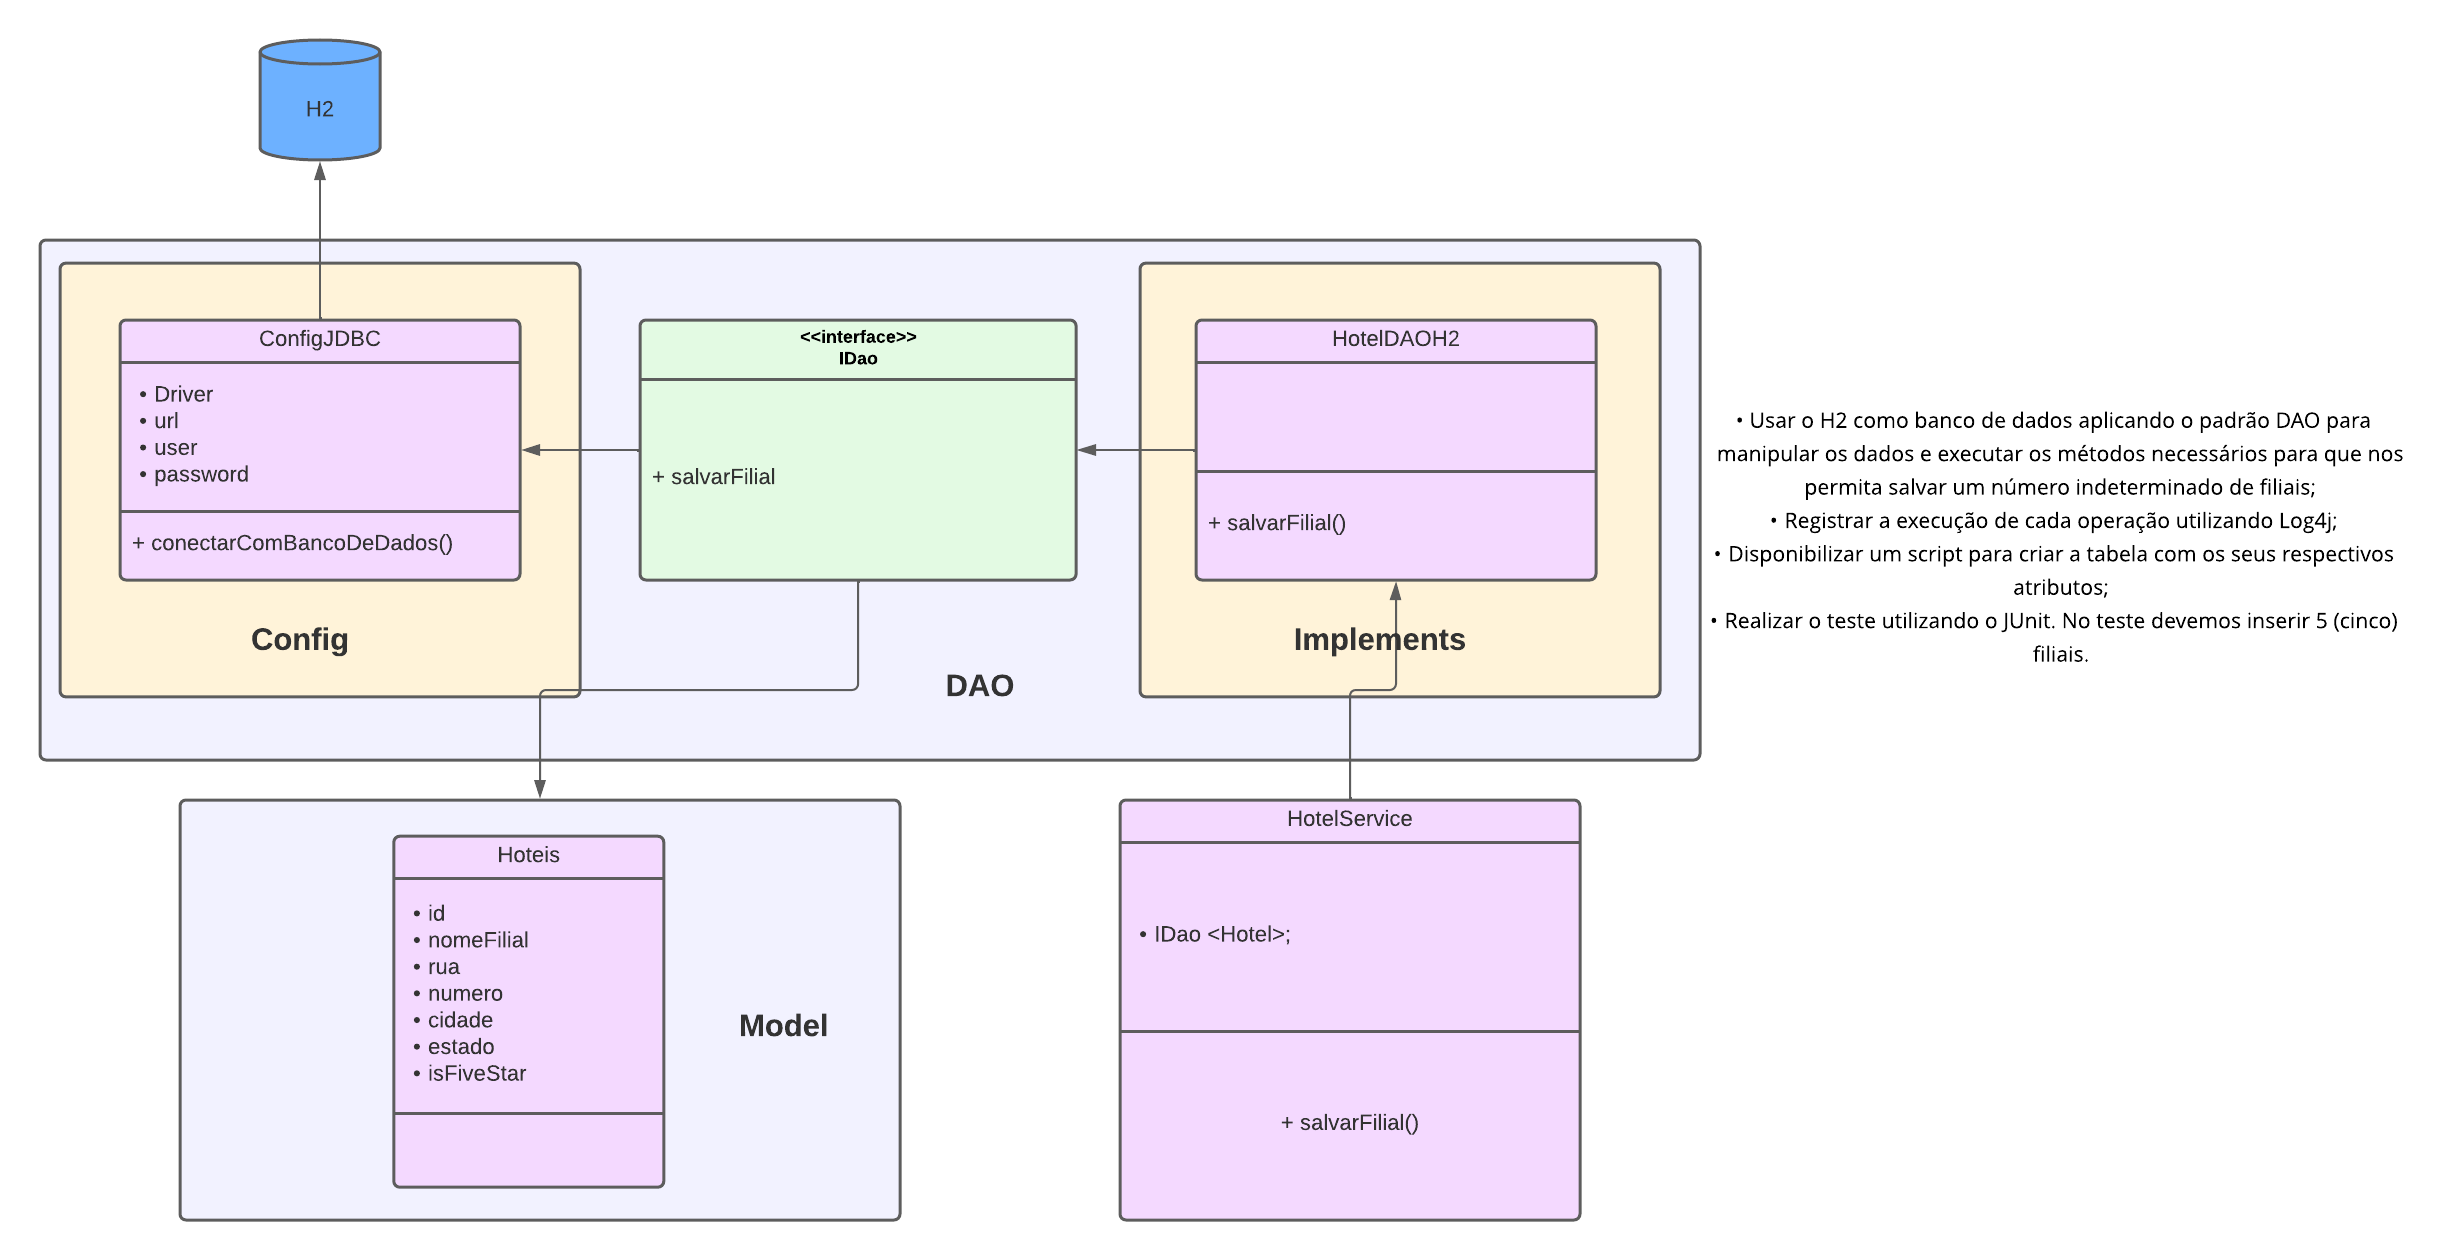 H2
ConfigJDBC
• Driver
• url
• user
• password
+ conectarComBancoDeDados()
Config
<<interface>>
IDao
+ salvarFilial
DAO
HotelDAOH2
+ salvarFilial()
Implements
• Usar o H2 como banco de dados aplicando o padrão DAO para
manipular os dados e executar os métodos necessários para que nos
permita salvar um número indeterminado de filiais;
• Registrar a execução de cada operação utilizando Log4j;
• Disponibilizar um script para criar a tabela com os seus respectivos
atributos;
• Realizar o teste utilizando o JUnit. No teste devemos inserir 5 (cinco)
filiais.
Hoteis
• id
• nomeFilial
• rua
• numero
• cidade
• estado
• isFiveStar
Model
HotelService
• IDao <Hotel>;
+ salvarFilial()